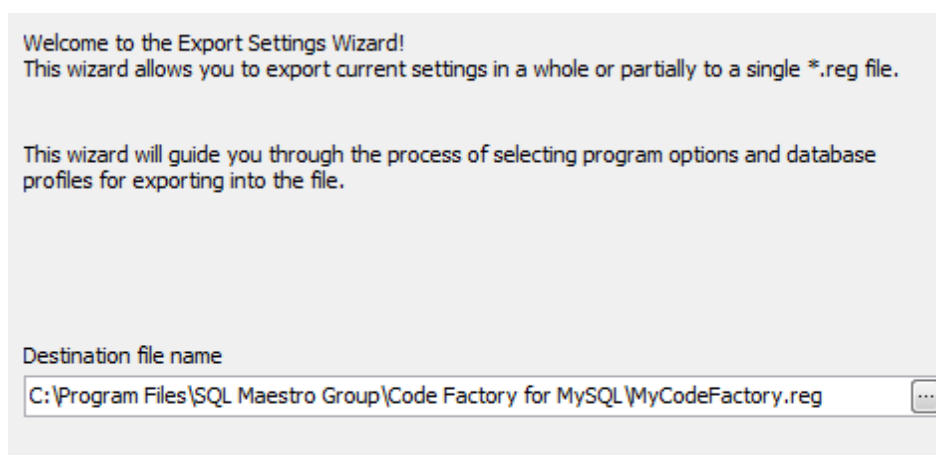 Welcome to the Export Settings Wizard!
This wizard allows you to export current settings in a whole or partially to a single *.reg file.
This wizard will guide you through the process of selecting program options and database
profiles for exporting into the file.
Destination file name
C:\Program Files\SQL Maestro Group\Code Factory for MySQL\MyCodeFactory.reg
...